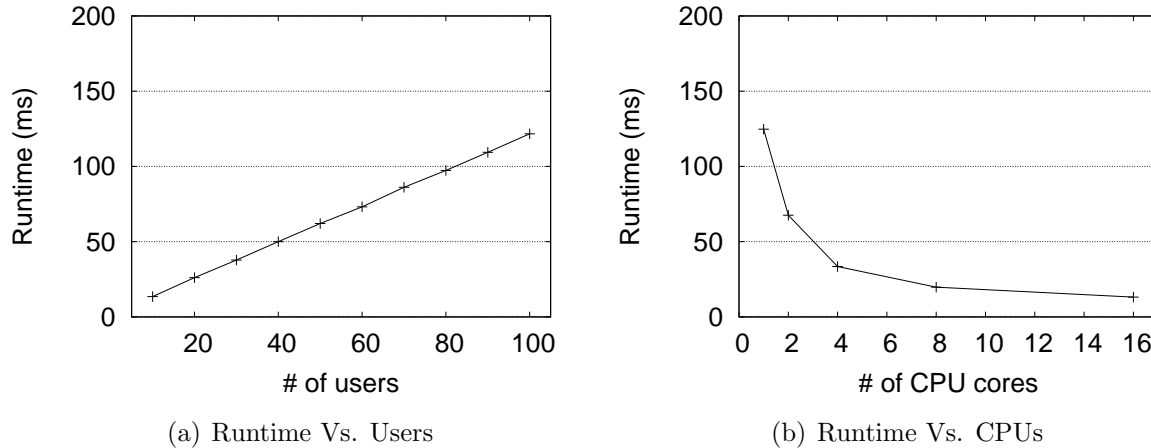 200
150
100
50
0
Runtime (ms)
20 40 60 80 100
# of users
(a) Runtime Vs. Users
200
150
100
50
0
Runtime (ms)
0 2 4 6 8 10 12 14 16
# of CPU cores
(b) Runtime Vs. CPUs